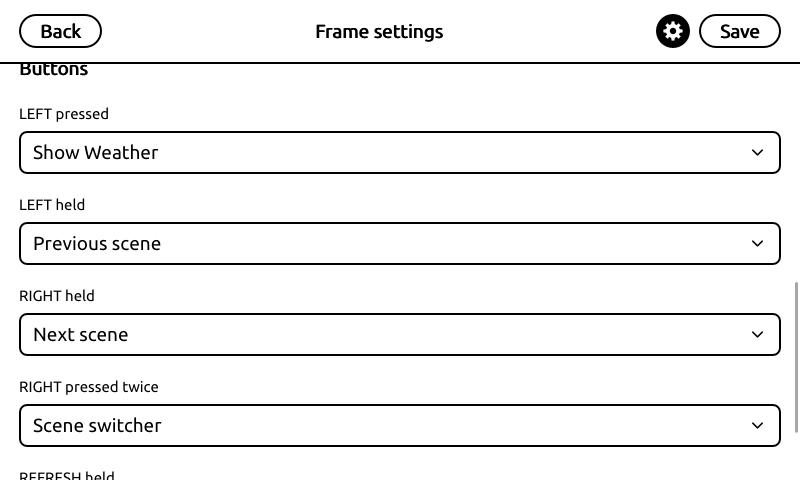 Back
Frame settings
Save
Buttons
LEFT pressed
Show Weather
LEFT held
Previous scene
RIGHT held
Next scene
RIGHT pressed twice
Scene switcher
REFRESH held